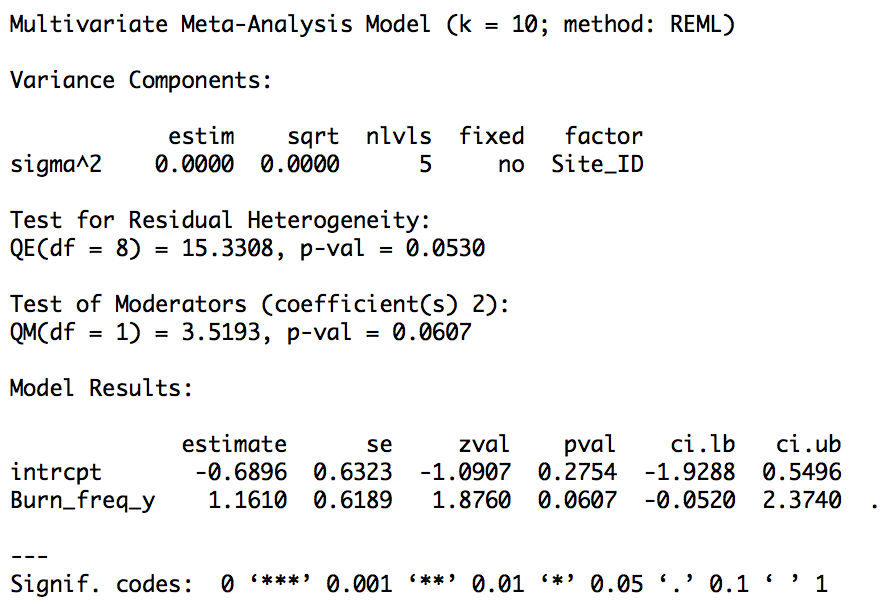 Multivariate Meta-Analysis Model (k = 10; method: REML)
Variance Components:
estim sqrt nlvls fixed factor
sigma^2 0.0000 0.0000 5 no Site_ID
Test for Residual Heterogeneity:
QE(df = 8) = 15.3308, p-val = 0.0530
Test of Moderators (coefficient(s) 2):
QM(df = 1) = 3.5193, p-val = 0.0607
Model Results:
estimate se zval pval ci.lb ci.ub
intrcpt -0.6896 0.6323 -1.0907 0.2754 -1.9288 0.5496
Burn_freq_y 1.1610 0.6189 1.8760 0.0607 -0.0520 2.3740 .
---
Signif. codes: 0 ‘***’ 0.001 ‘**’ 0.01 ‘*’ 0.05 ‘.’ 0.1 ‘ ’ 1